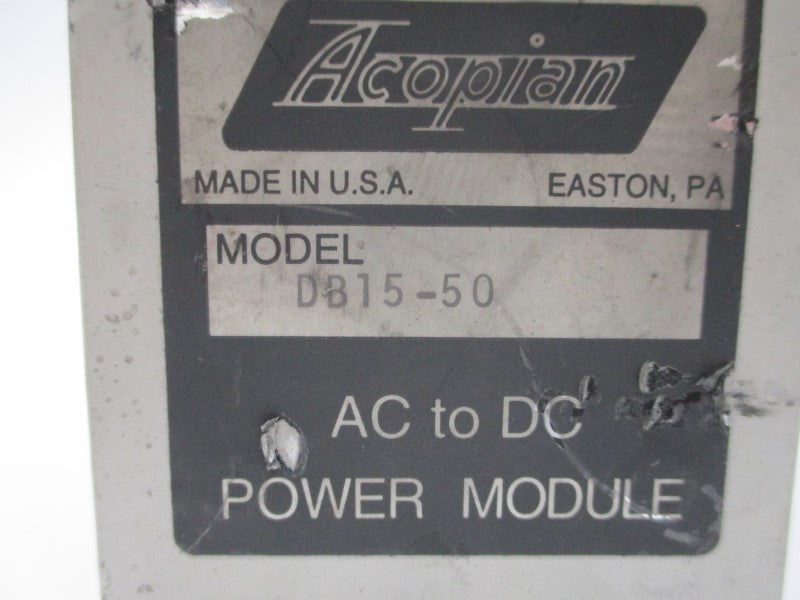 Acopian
MADE IN U.S.A. EASTON, PA
MODEL
DB15-50
AC to DC
POWER MODULE